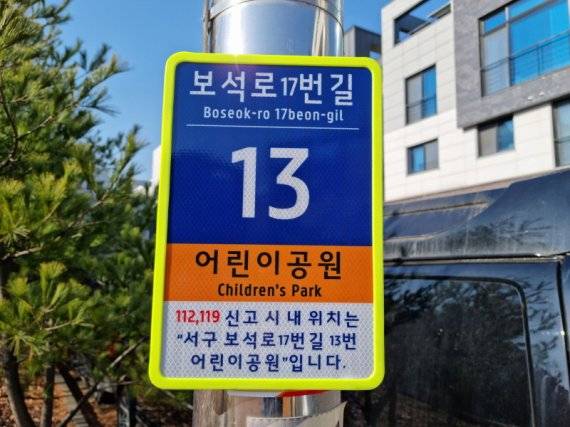 보석로17번길
Boseok-ro 17beon-gil
13
어린이공원
Children's Park
112,119 신고 시 내 위치는
“서구 보석로17번길 13번
어린이공원”입니다.